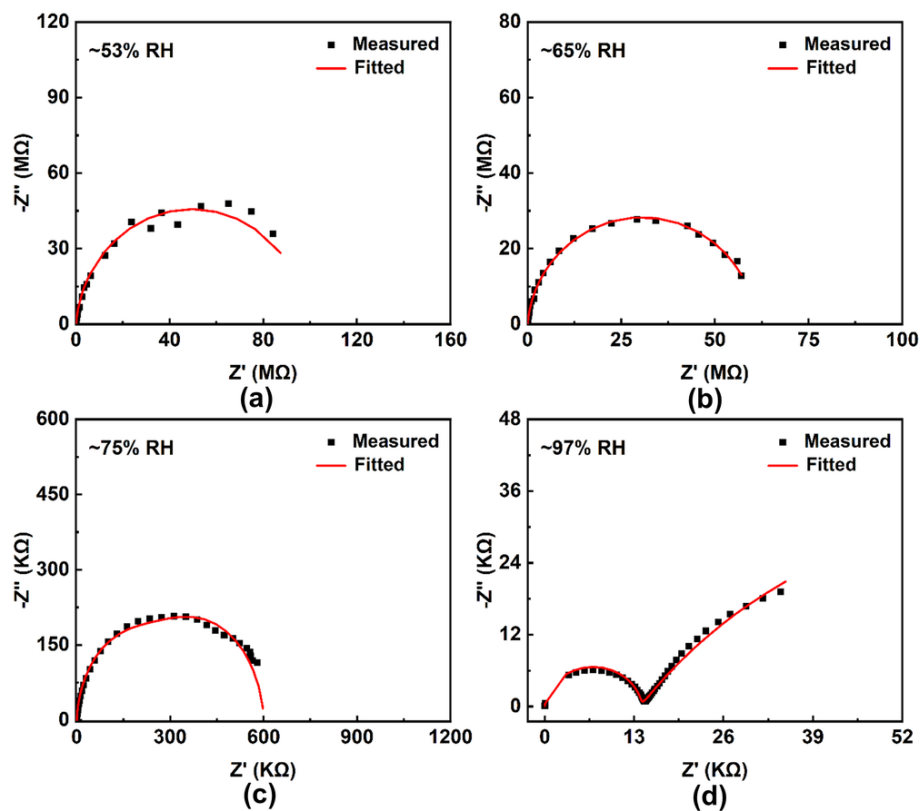 120
90
60
30
0
~53% RH
Measured
Fitted
-Z'' (MΩ)
0 40 80 120 160
Z' (MΩ)
(a)
80
60
40
20
0
~65% RH
Measured
Fitted
-Z'' (MΩ)
0 25 50 75 100
Z' (MΩ)
(b)
600
450
300
150
0
~75% RH
Measured
Fitted
-Z'' (KΩ)
0 300 600 900 1200
Z' (KΩ)
(c)
48
36
24
12
0
~97% RH
Measured
Fitted
-Z'' (KΩ)
0 13 26 39 52
Z' (KΩ)
(d)